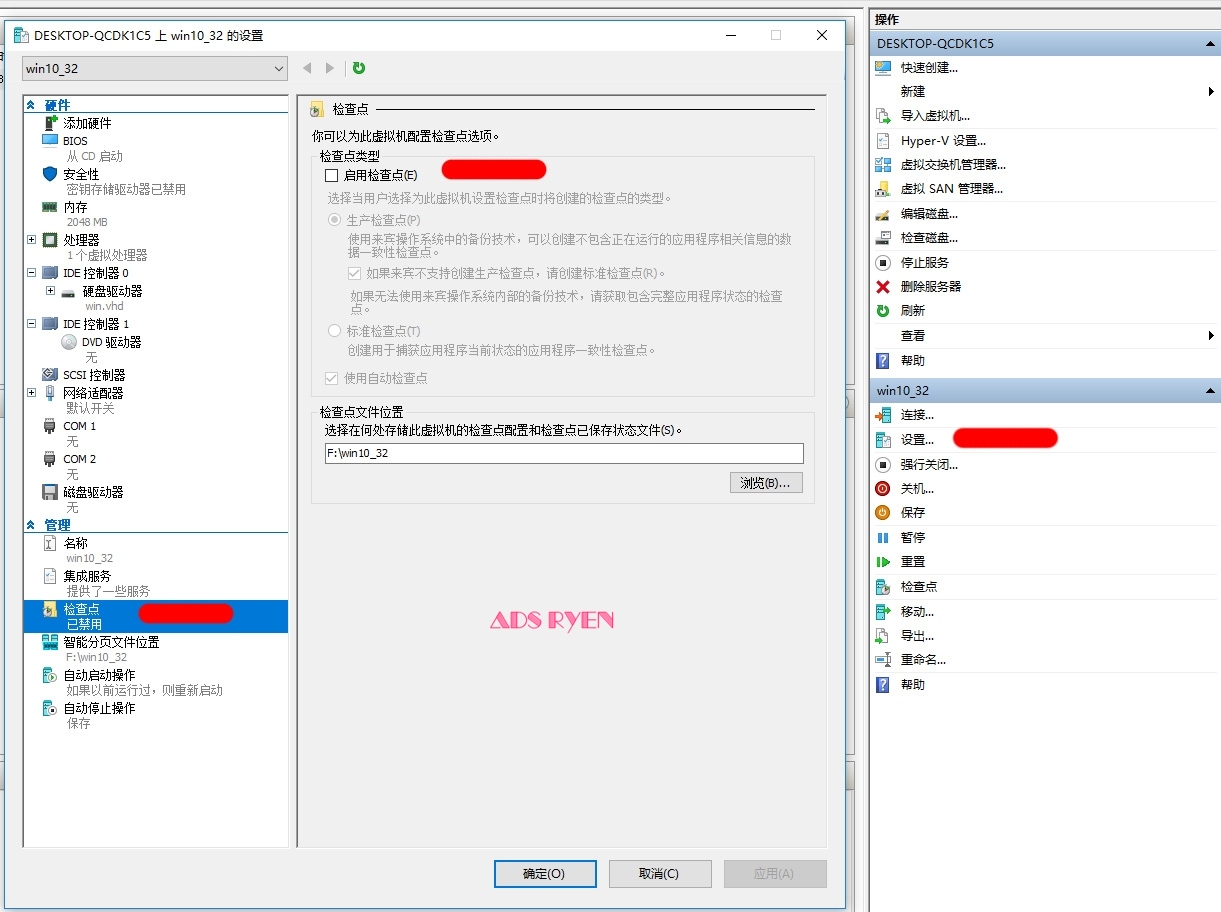 DESKTOP-QCDK1C5 上 win10_32 的设置
win10_32
硬件
添加硬件
BIOS
从 CD 启动
安全性
密钥存储驱动器已禁用
内存
2048 MB
处理器
1 个虚拟处理器
IDE 控制器 0
硬盘驱动器
win.vhd
IDE 控制器 1
DVD 驱动器
无
SCSI 控制器
网络适配器
默认开关
COM 1
无
COM 2
无
磁盘驱动器
无
管理
名称
win10_32
集成服务
提供了一些服务
检查点
已禁用
智能分页文件位置
F:\win10_32
自动启动操作
如果以前运行过，则重新启动
自动停止操作
保存
检查点
你可以为此虚拟机配置检查点选项。
检查点类型
启用检查点(E)
选择当用户选择为此虚拟机设置检查点时将创建的检查点的类型。
生产检查点(P)
使用来宾操作系统中的备份技术，可以创建不包含正在运行的应用程序相关信息的数
据一致性检查点。
如果来宾不支持创建生产检查点，请创建标准检查点(R)。
如果无法使用来宾操作系统内部的备份技术，请获取包含完整应用程序状态的检查
点。
标准检查点(T)
创建用于捕获应用程序当前状态的应用程序一致性检查点。
使用自动检查点
检查点文件位置
选择在何处存储此虚拟机的检查点配置和检查点已保存状态文件(S)。
F:\win10_32
浏览(B)...
ADS RYEN
确定(O)
取消(C)
应用(A)
操作
DESKTOP-QCDK1C5
快速创建...
新建
导入虚拟机...
Hyper-V 设置...
虚拟交换机管理器...
虚拟 SAN 管理器...
编辑磁盘...
检查磁盘...
停止服务
删除服务器
刷新
查看
帮助
win10_32
连接...
设置...
强行关闭...
关机...
保存
暂停
重置
检查点
移动...
导出...
重命名...
帮助